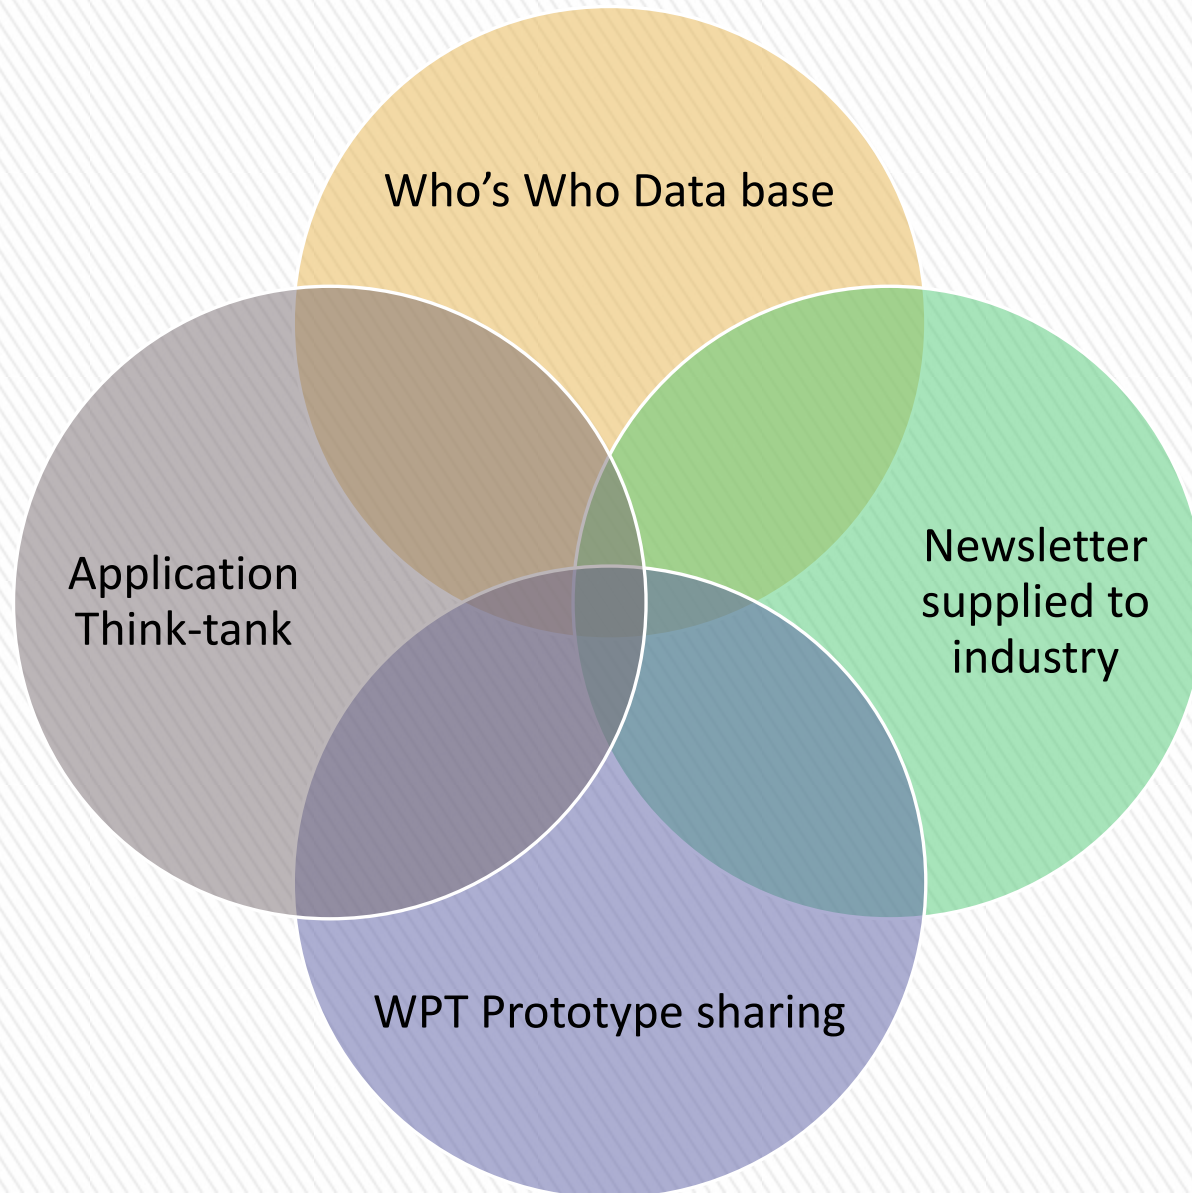 Who’s Who Data base
Application
Think-tank
Newsletter
supplied to
industry
WPT Prototype sharing